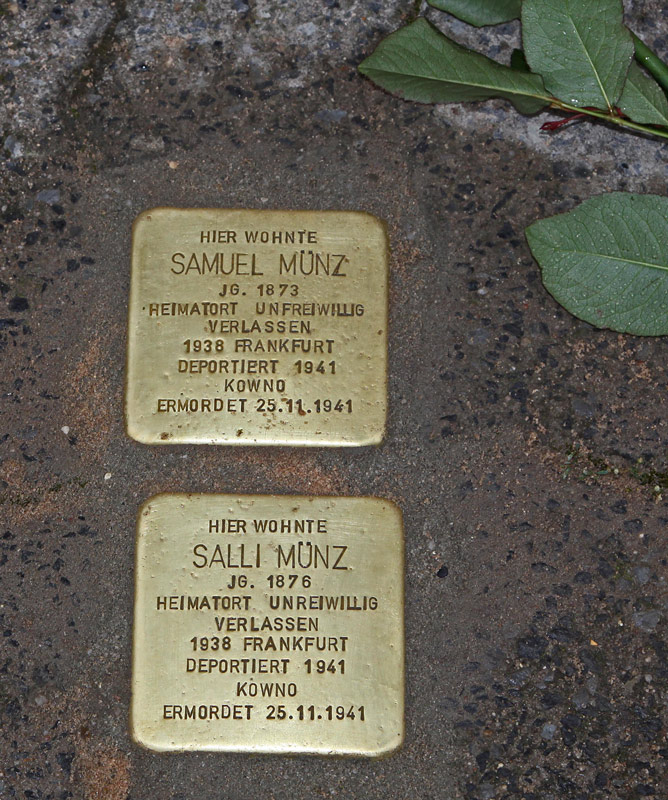 HIER WOHNTE
SAMUEL MÜNZ
JG. 1873
HEIMATORT UNFREIWILLIG
VERLASSEN
1938 FRANKFURT
DEPORTIERT 1941
KOWNO
ERMORDET 25.11.1941
HIER WOHNTE
SALLI MÜNZ
JG. 1876
HEIMATORT UNREIWILLIG
VERLASSEN
1938 FRANKFURT
DEPORTIERT 1941
KOWNO
ERMORDET 25.11.1941